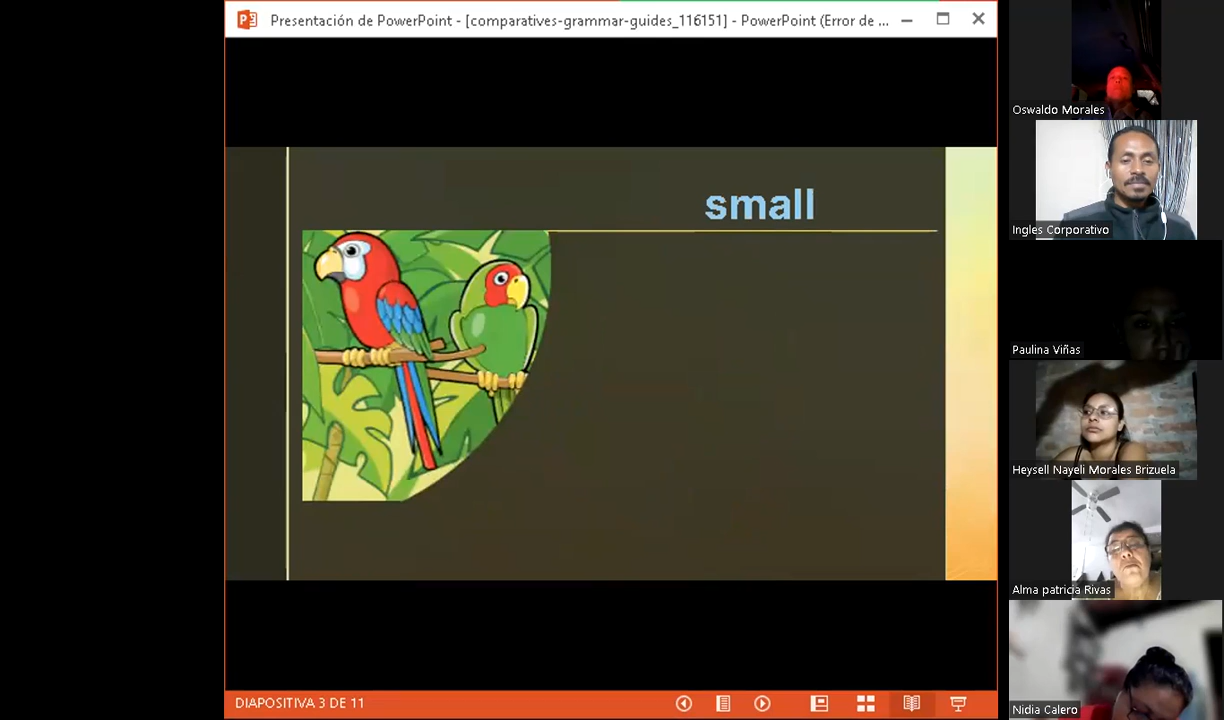 Presentación de PowerPoint - [comparatives-grammar-guides_116151] - PowerPoint (Error de ...
small
DIAPOSITIVA 3 DE 11
Oswaldo Morales
Ingles Corporativo
Paulina Viñas
Heysell Nayeli Morales Brizuela
Alma patricia Rivas
Nidia Calero